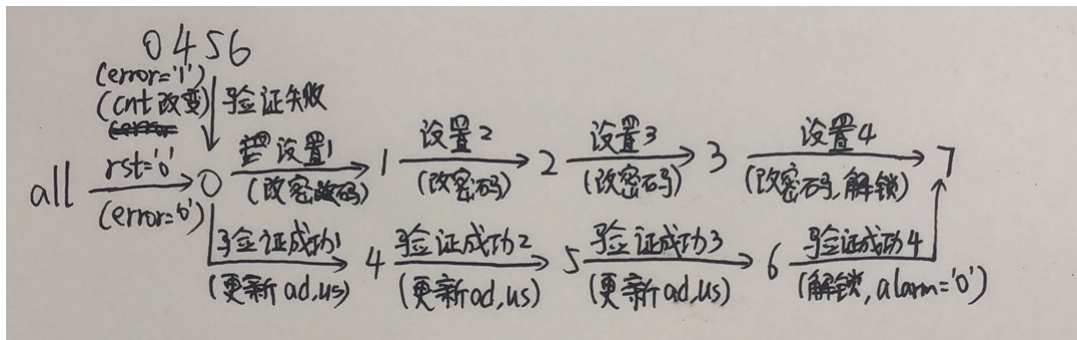 0 4 5 6
(error='1')
(cnt改变) 验证失败
all rst='0' 0 设置1 1 设置2 2 设置3 3 设置4 7
(error='0') (改密码) (改密码) (改密码) (改密码,解锁)
验证成功1 4 验证成功2 5 验证成功3 6 验证成功4
(更新ad,us) (更新ad,us) (更新ad,us) (解锁,alarm='0')